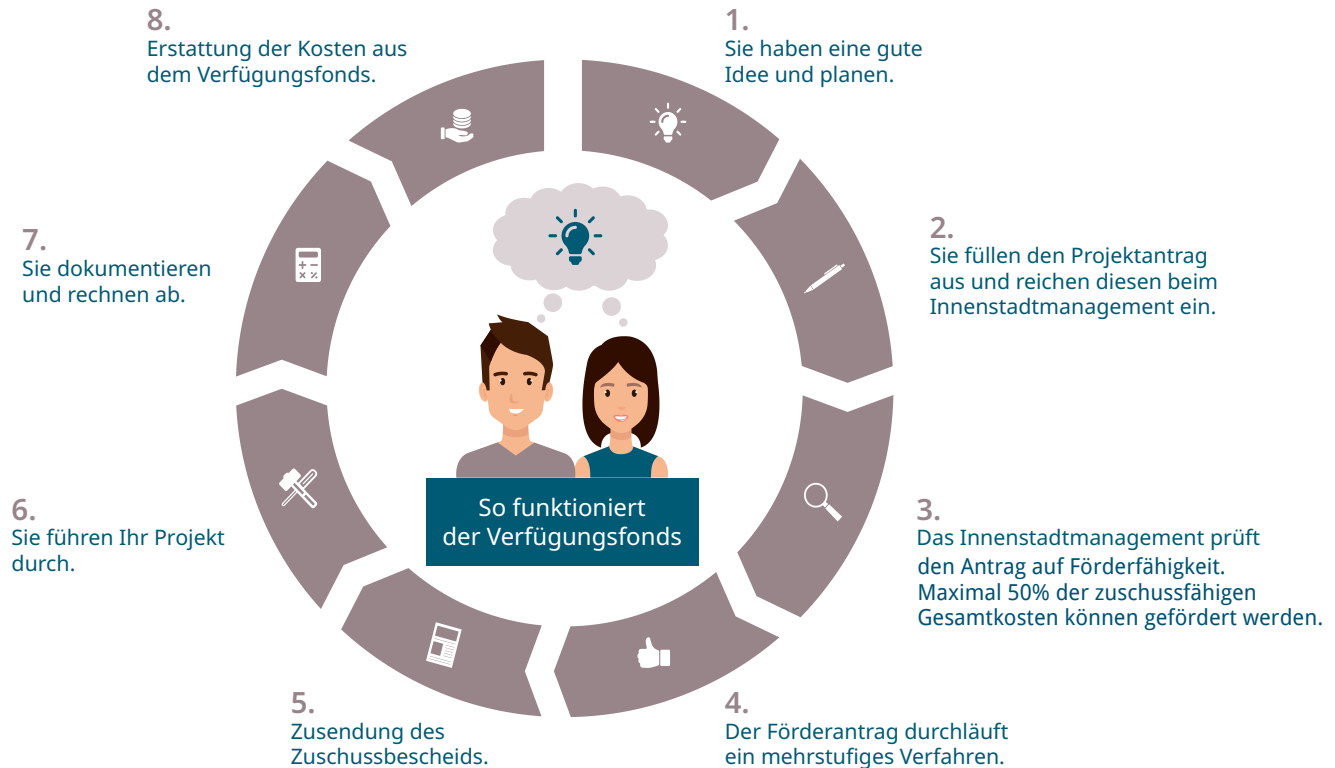 1.
Sie haben eine gute
Idee und planen.
2.
Sie füllen den Projektantrag
aus und reichen diesen beim
Innenstadtmanagement ein.
3.
Das Innenstadtmanagement prüft
den Antrag auf Förderfähigkeit.
Maximal 50% der zuschussfähigen
Gesamtkosten können gefördert werden.
4.
Der Förderantrag durchläuft
ein mehrstufiges Verfahren.
5.
Zusendung des
Zuschussbescheids.
6.
Sie führen Ihr Projekt
durch.
7.
Sie dokumentieren
und rechnen ab.
8.
Erstattung der Kosten aus
dem Verfügungsfonds.
So funktioniert
der Verfügungsfonds